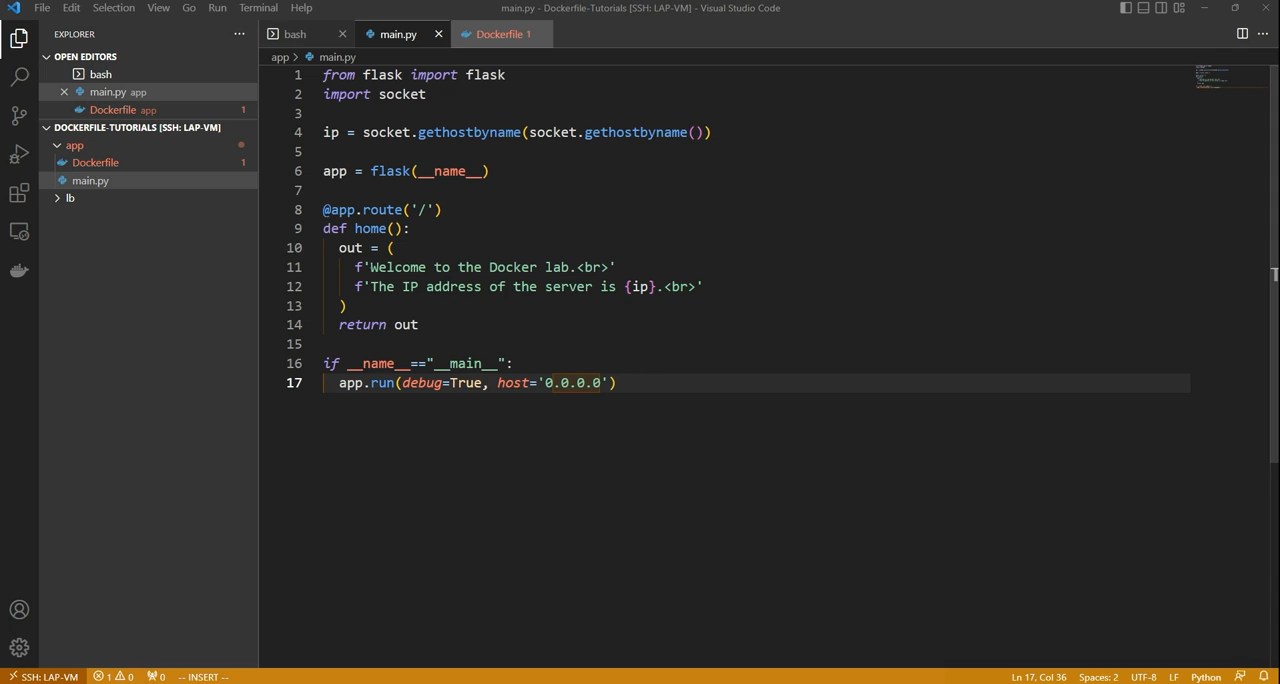 File Edit Selection View Go Run Terminal Help main.py - Dockerfile-Tutorials [SSH: LAP-VM] - Visual Studio Code
EXPLORER
OPEN EDITORS
bash
main.py app
Dockerfile app 1
DOCKERFILE-TUTORIALS [SSH: LAP-VM]
app
Dockerfile 1
main.py
lb
bash main.py Dockerfile 1
app > main.py
1 from flask import flask
2 import socket
3
4 ip = socket.gethostbyname(socket.gethostbyname())
5
6 app = flask(__name__)
7
8 @app.route('/')
9 def home():
10 out = (
11 f'Welcome to the Docker lab.<br>'
12 f'The IP address of the server is {ip}.<br>'
13 )
14 return out
15
16 if __name__=="__main__":
17 app.run(debug=True, host='0.0.0.0')
SSH: LAP-VM 1 0 0 -- INSERT -- Ln 17, Col 36 Spaces: 2 UTF-8 LF Python